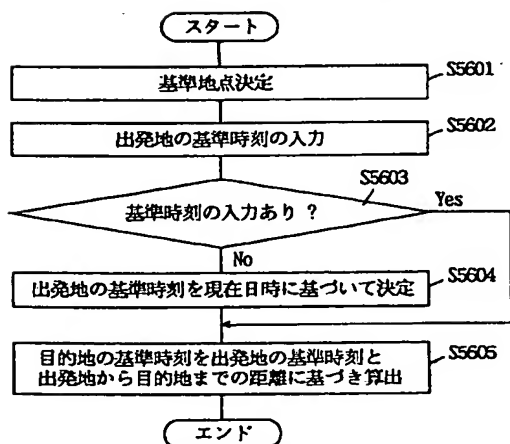 スタート
基準地点決定
S5601
出発地の基準時刻の入力
S5602
基準時刻の入力あり ?
S5603
Yes
No
出発地の基準時刻を現在日時に基づいて決定
S5604
目的地の基準時刻を出発地の基準時刻と
出発地から目的地までの距離に基づき算出
S5605
エンド